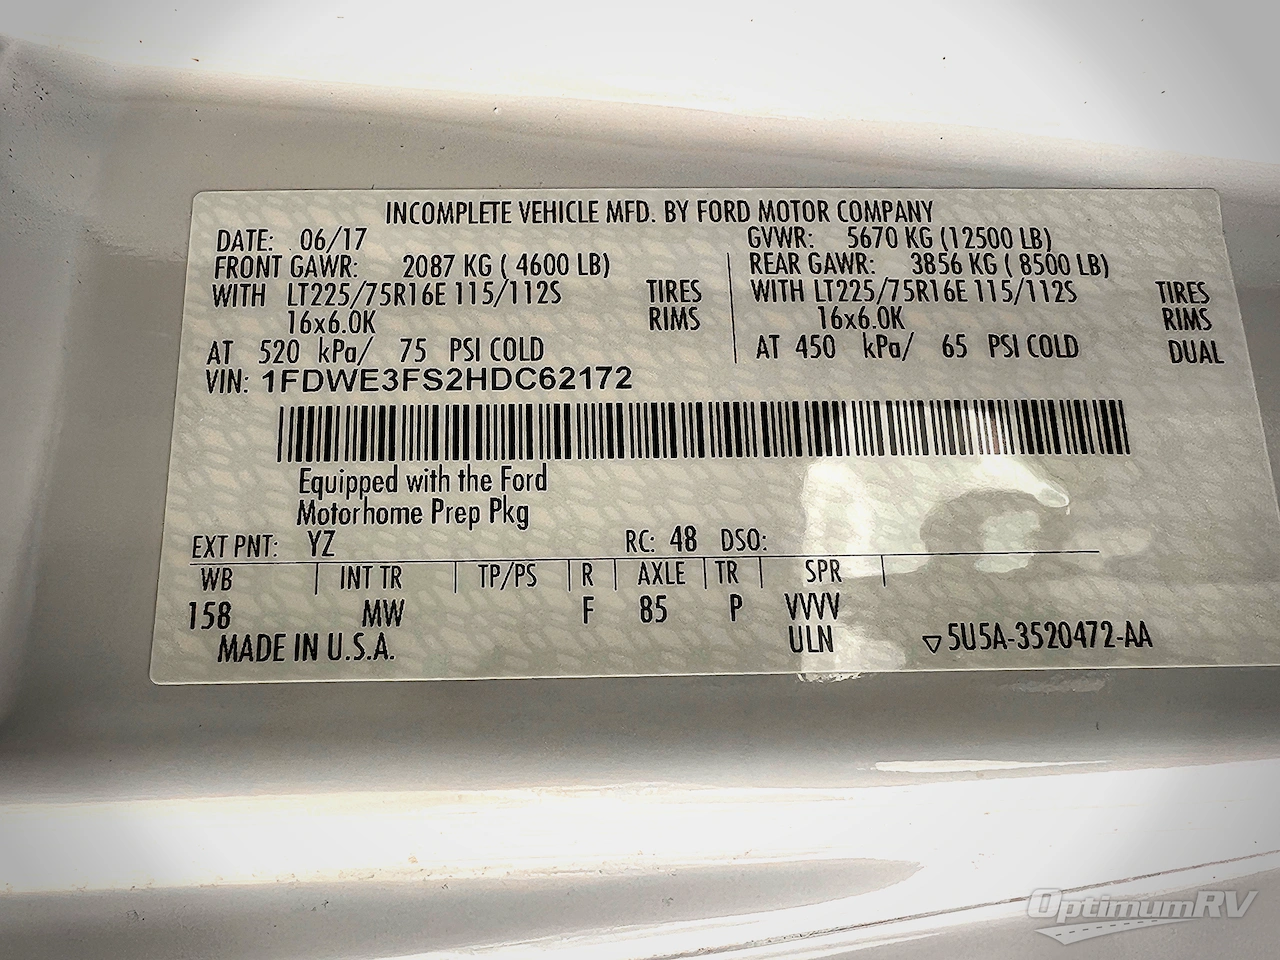 INCOMPLETE VEHICLE MFD. BY FORD MOTOR COMPANY
DATE: 06/17 GVWR: 5670 KG (12500 LB)
FRONT GAWR: 2087 KG ( 4600 LB) REAR GAWR: 3856 KG ( 8500 LB)
WITH LT225/75R16E 115/112S TIRES WITH LT225/75R16E 115/112S TIRES
16x6.0K RIMS 16x6.0K RIMS
AT 520 kPa/ 75 PSI COLD AT 450 kPa/ 65 PSI COLD DUAL
VIN: 1FDWE3FS2HDC62172
Equipped with the Ford
Motorhome Prep Pkg
EXT PNT: YZ RC: 48 DSO:
WB INT TR TP/PS R AXLE TR SPR
158 MW F 85 P VVVV
MADE IN U.S.A. ULN ▽5U5A-3520472-AA
OptimumRV